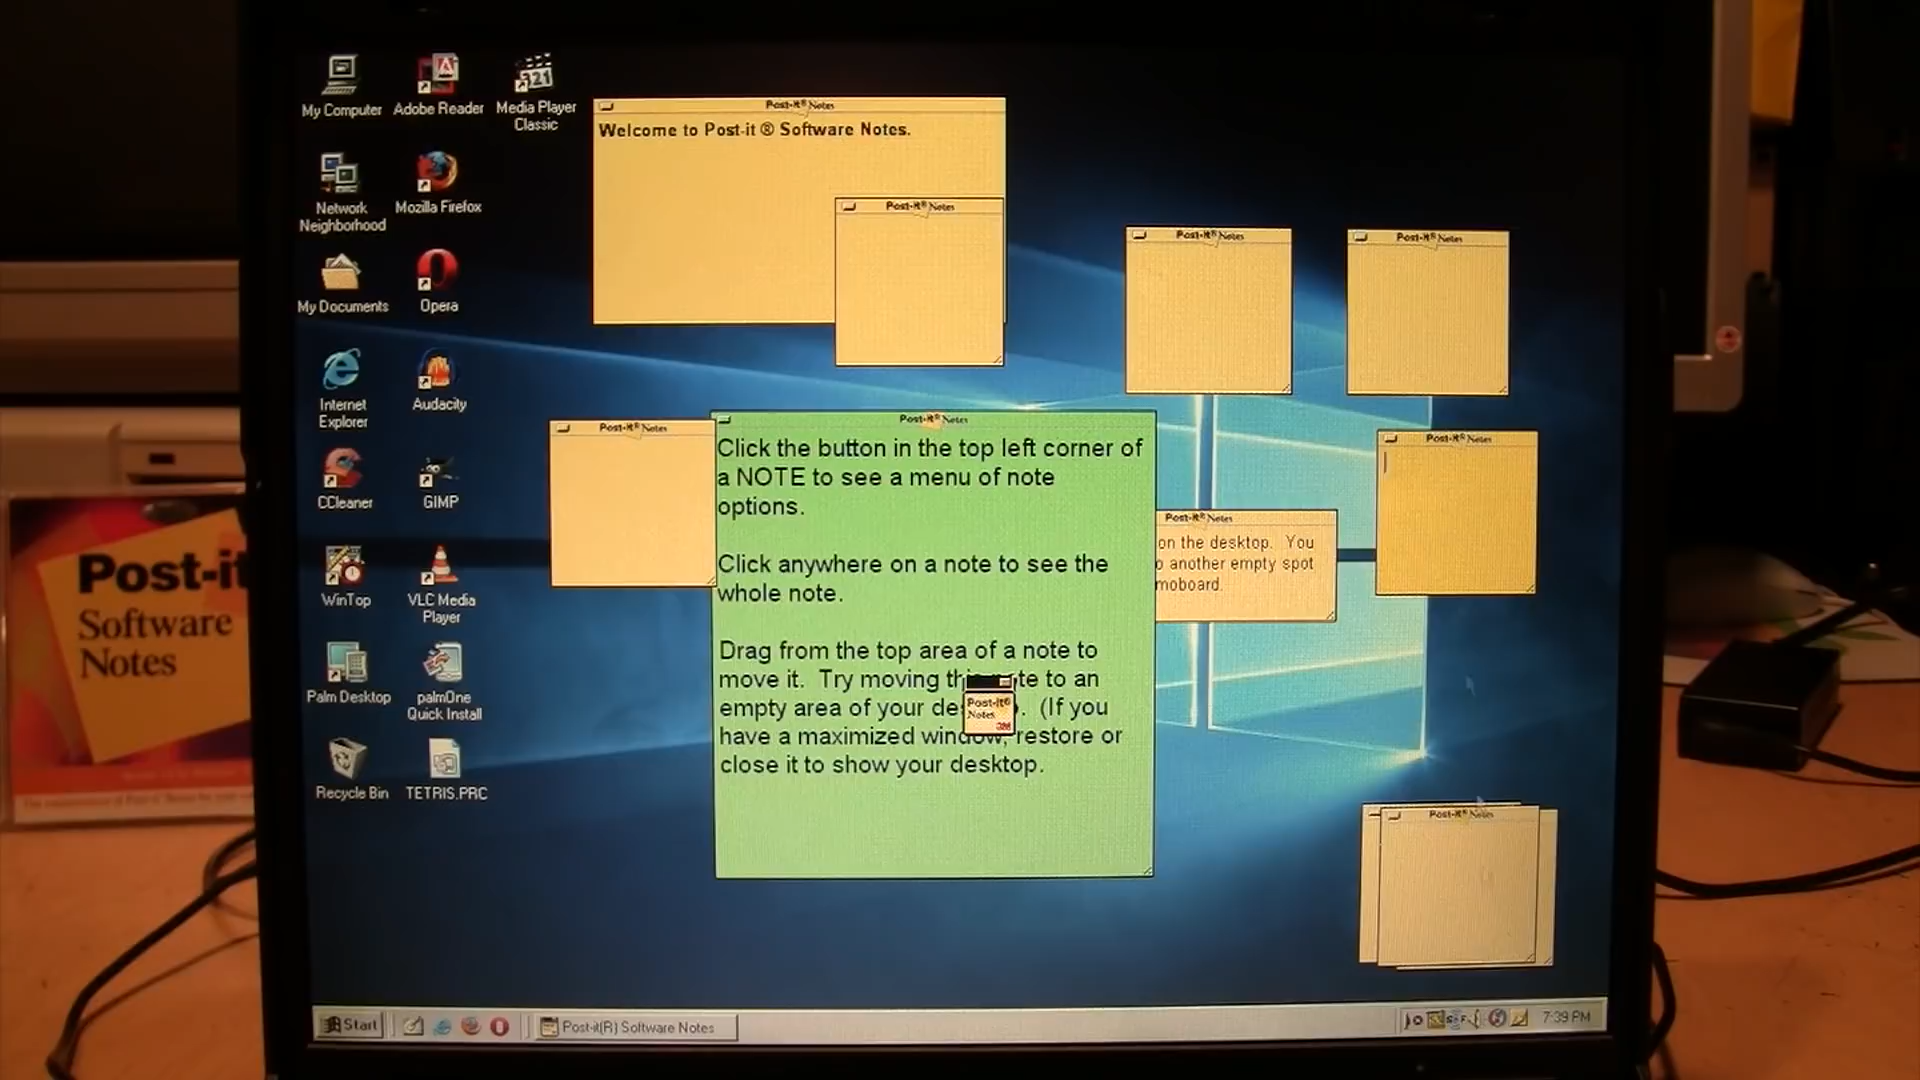 My Computer
Adobe Reader
Media Player
Classic
Network
Neighborhood
Mozilla Firefox
My Documents
Opera
Internet
Explorer
Audacity
CCleaner
GIMP
WinTop
VLC Media
Player
Palm Desktop
palmOne
Quick Install
Recycle Bin
TETRIS.PRC
Post-it® Notes
Welcome to Post-it ® Software Notes.
Post-it® Notes
Post-it® Notes
Post-it® Notes
Post-it® Notes
Post-it® Notes
Click the button in the top left corner of
a NOTE to see a menu of note
options.
Click anywhere on a note to see the
whole note.
Drag from the top area of a note to
move it. Try moving this note to an
empty area of your de . (If you
have a maximized window, restore or
close it to show your desktop.
Post-it®
Notes
Post-it® Notes
on the desktop. You
o another empty spot
moboard.
Post-it® Notes
Post-it® Notes
Start
Post-it(R) Software Notes
7:39 PM
Post-it
Software
Notes